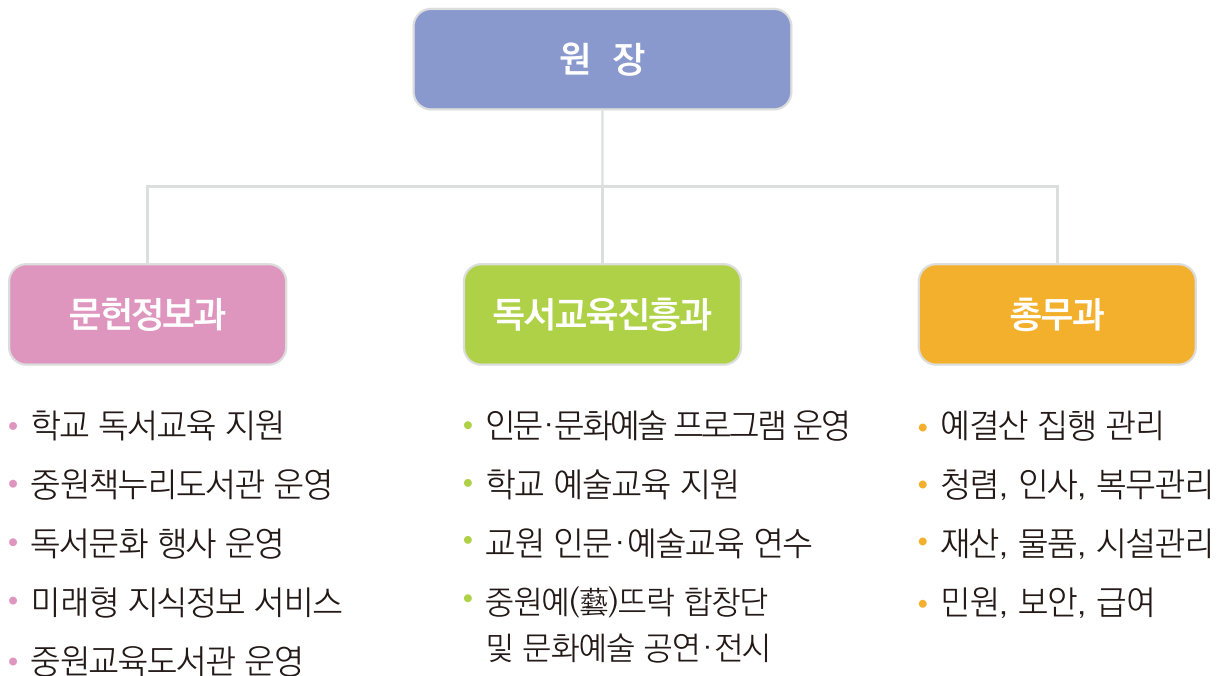 원 장
문헌정보과
독서교육진흥과
총무과
• 학교 독서교육 지원
• 중원책누리도서관 운영
• 독서문화 행사 운영
• 미래형 지식정보 서비스
• 중원교육도서관 운영
• 인문·문화예술 프로그램 운영
• 학교 예술교육 지원
• 교원 인문·예술교육 연수
• 중원예(藝)뜨락 합창단
및 문화예술 공연·전시
• 예결산 집행 관리
• 청렴, 인사, 복무관리
• 재산, 물품, 시설관리
• 민원, 보안, 급여